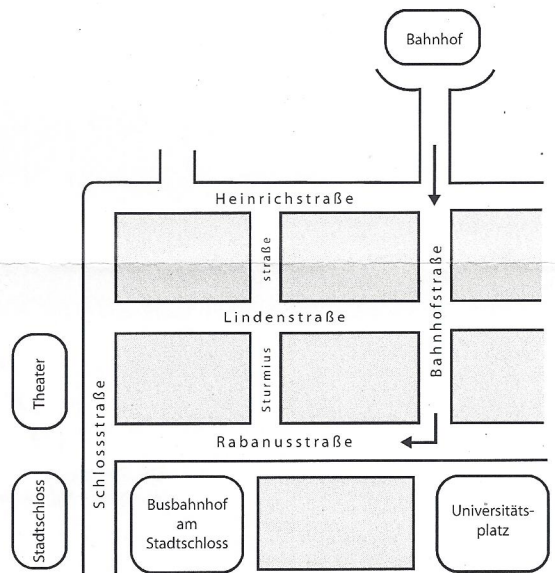 Bahnhof
Heinrichstraße
straße
Bahnhofstraße
Lindenstraße
Theater
Sturmius
Schlossstraße
Rabanusstraße
Stadtschloss
Busbahnhof
am
Stadtschloss
Universitäts-
platz